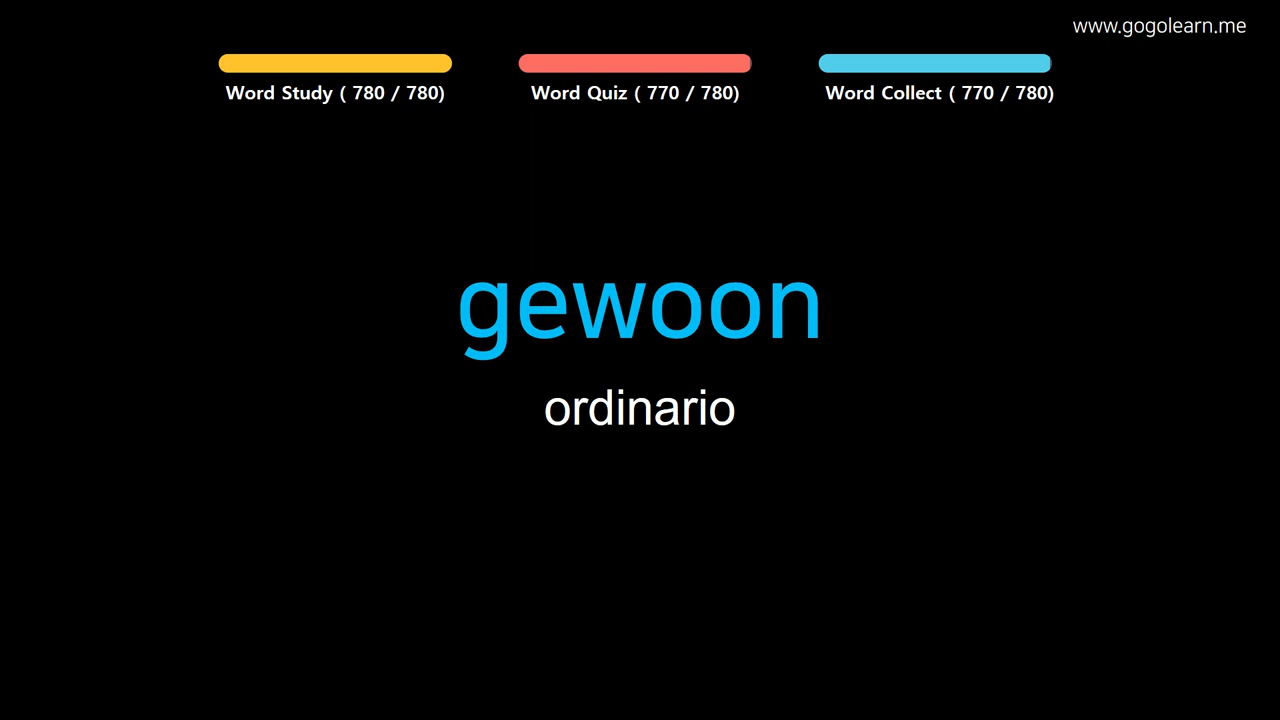 www.gogolearn.me
Word Study ( 780 / 780)
Word Quiz ( 770 / 780)
Word Collect ( 770 / 780)
gewoon
ordinario